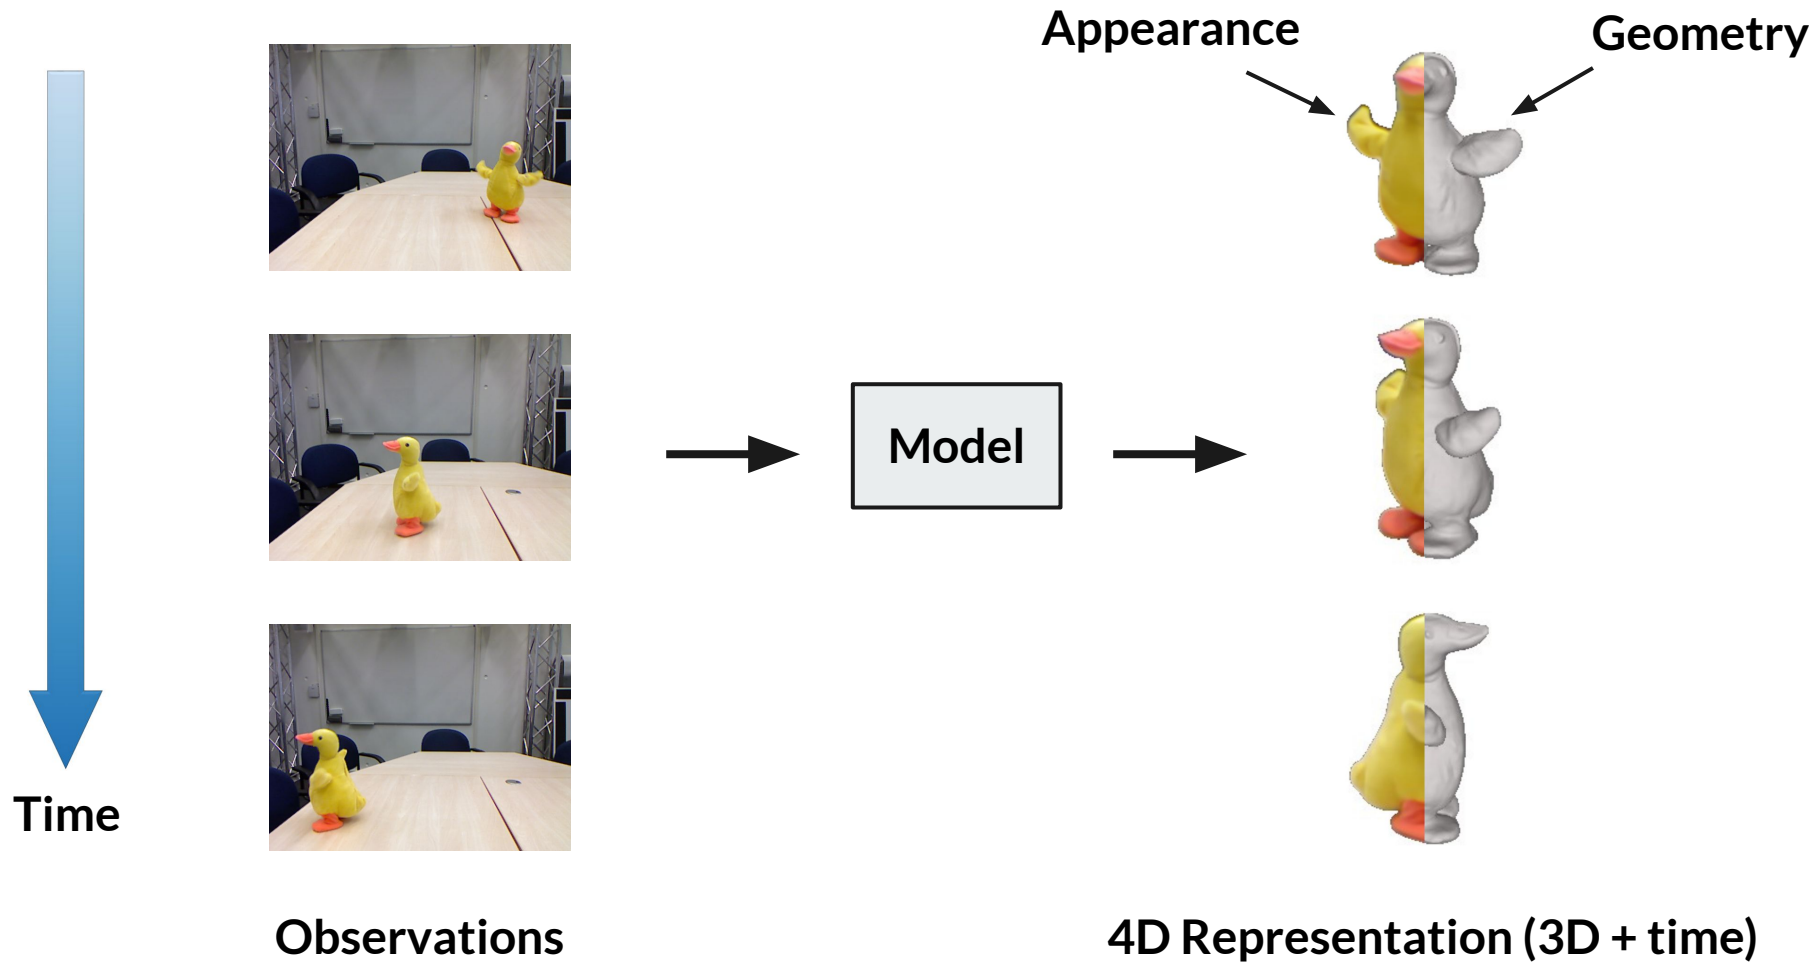 Appearance
Geometry
Model
Time
Observations
4D Representation (3D + time)